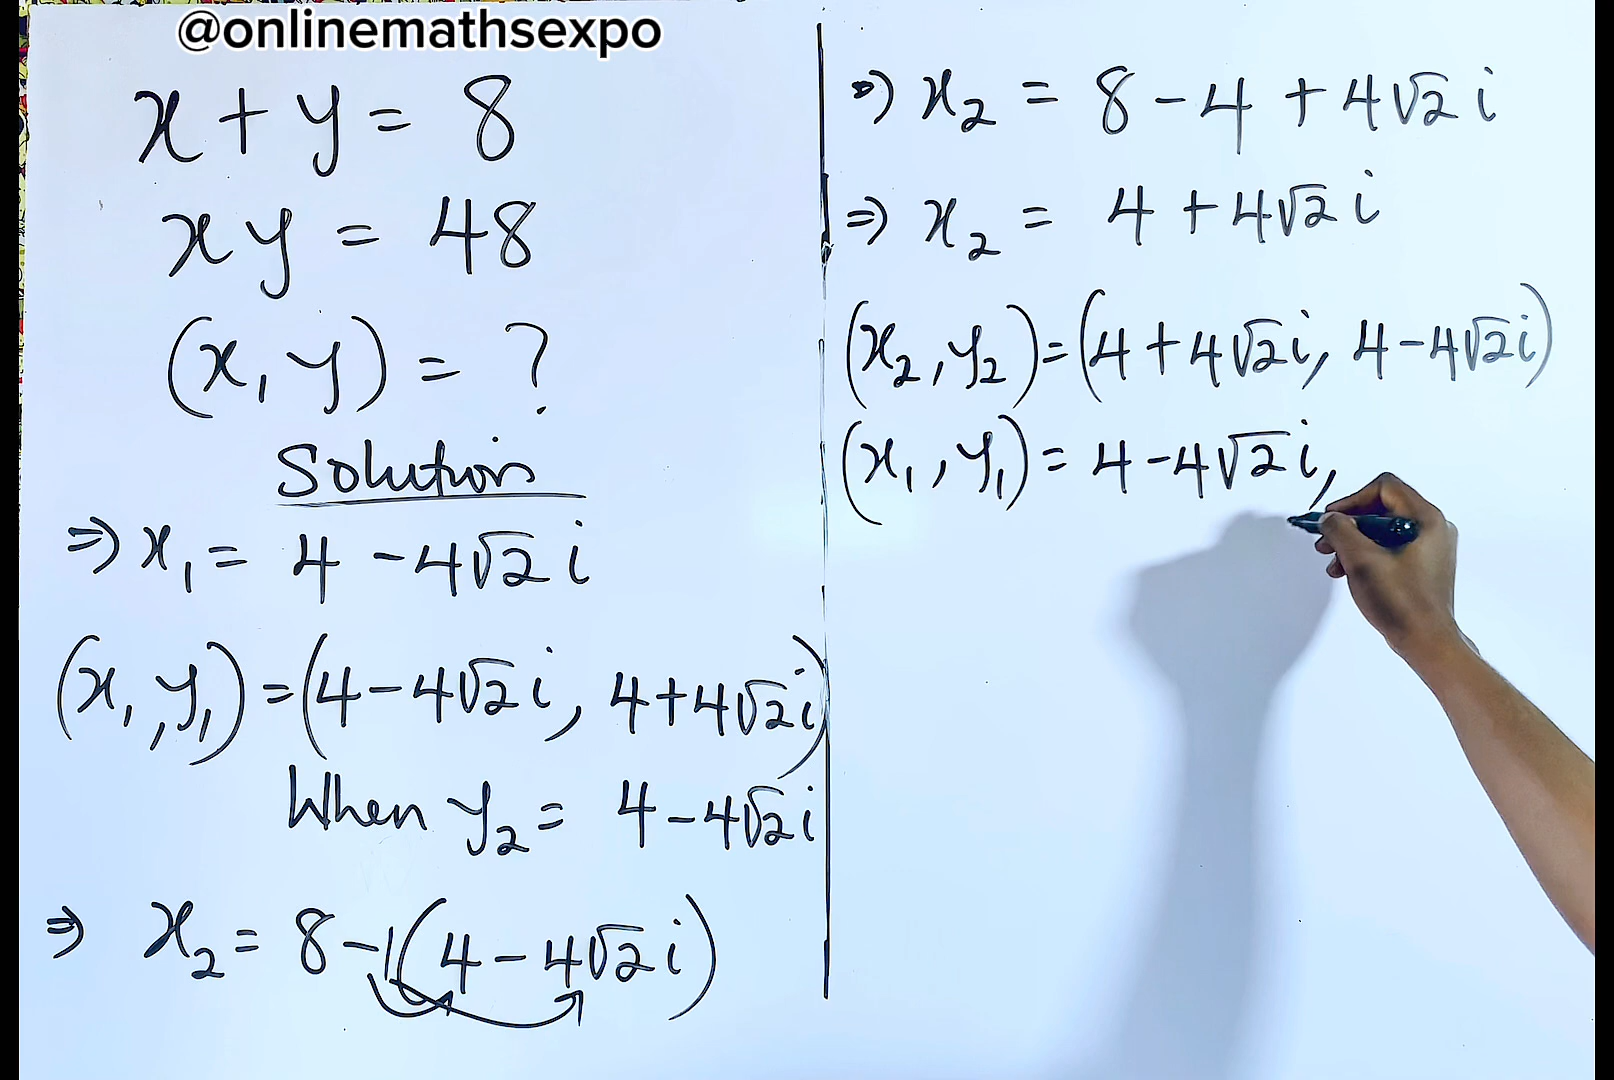 @onlinemathsexpo
x + y = 8
xy = 48
(x, y) = ?
Solution
⇒ x₁ = 4 - 4√2 i
(x₁, y₁) = (4 - 4√2 i, 4 + 4√2 i)
When y₂ = 4 - 4√2 i
⇒ x₂ = 8 - 1(4 - 4√2 i)
⇒ x₂ = 8 - 4 + 4√2 i
⇒ x₂ = 4 + 4√2 i
(x₂, y₂) = (4 + 4√2 i, 4 - 4√2 i)
(x₁, y₁) = 4 - 4√2 i,